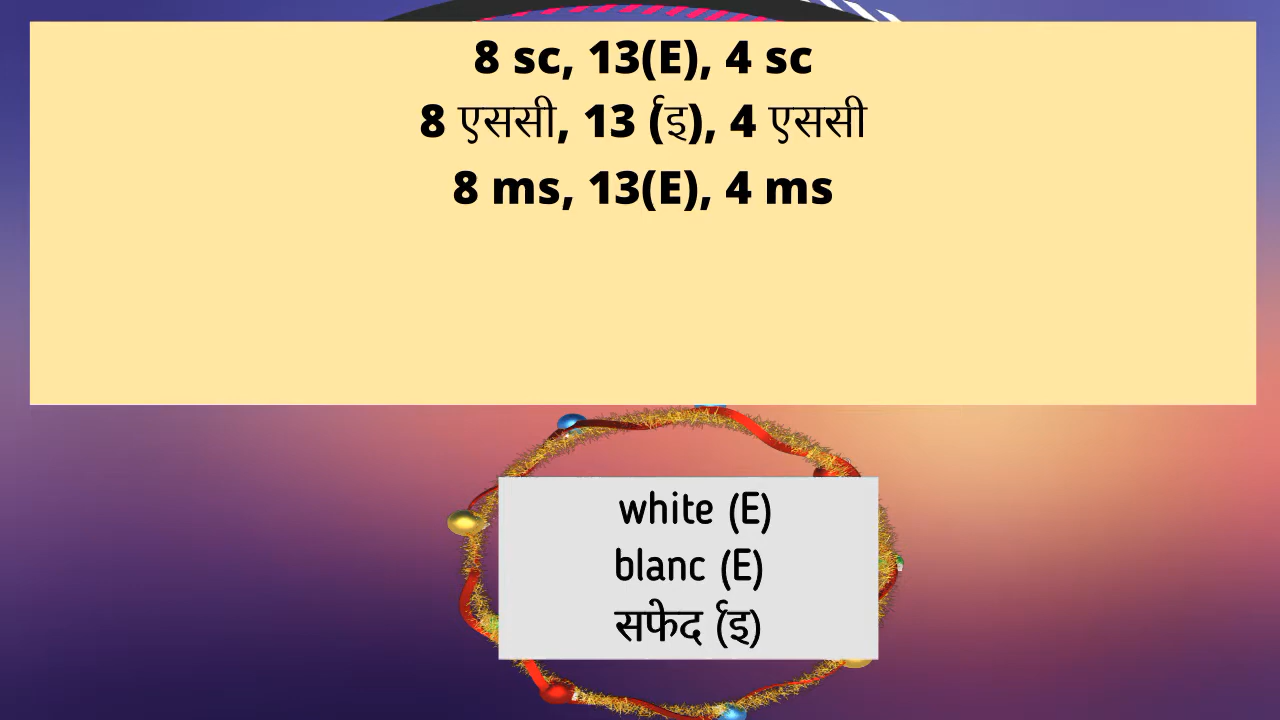 8 sc, 13(E), 4 sc
8 एससी, 13 (र्इ), 4 एससी
8 ms, 13(E), 4 ms
white (E)
blanc (E)
सफेद (र्इ)